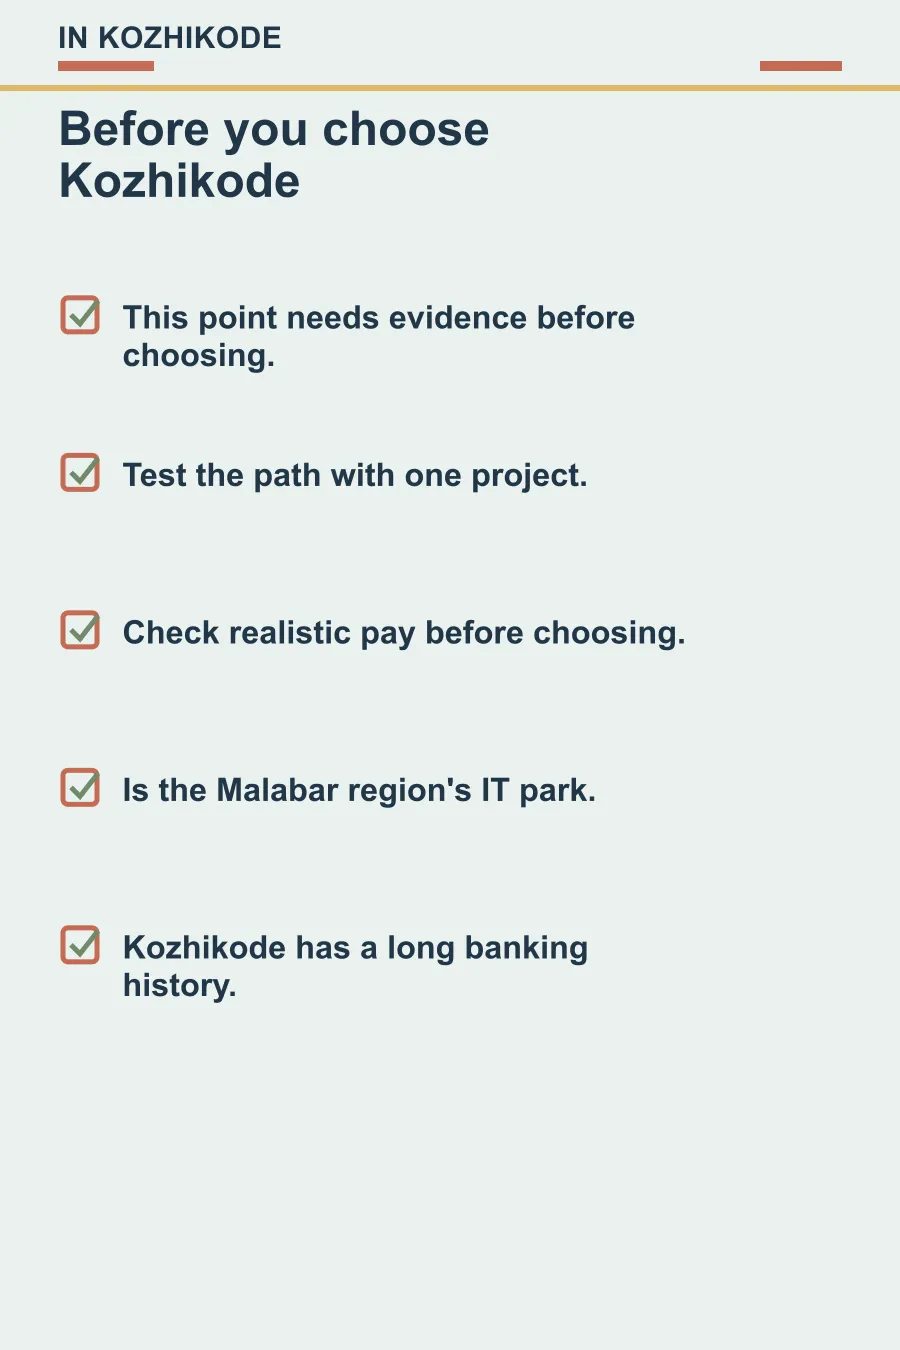 IN KOZHIKODE
Before you choose
Kozhikode
This point needs evidence before
choosing.
Test the path with one project.
Check realistic pay before choosing.
Is the Malabar region's IT park.
Kozhikode has a long banking
history.